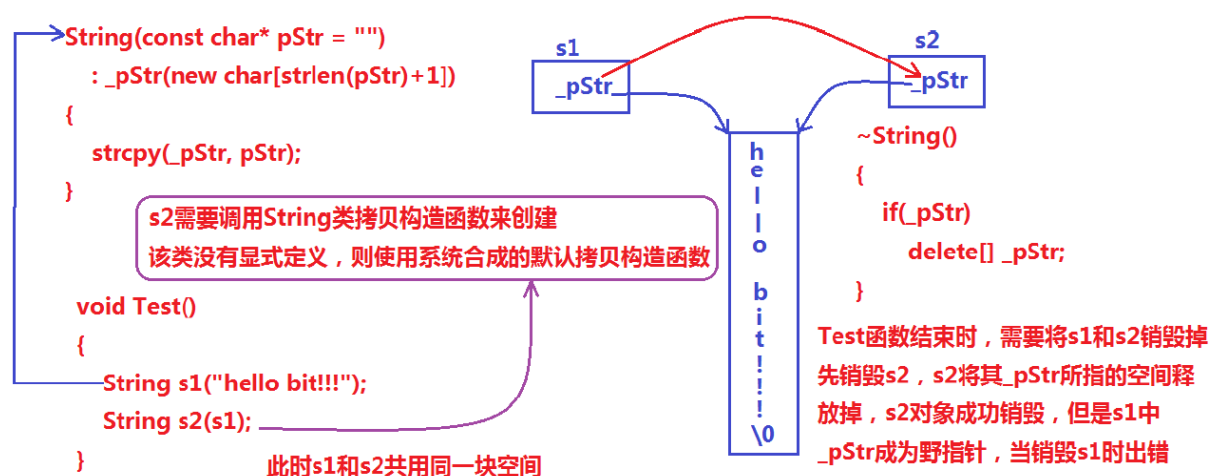 String(const char* pStr = "")
: _pStr(new char[strlen(pStr)+1])
{
strcpy(_pStr, pStr);
}
s2需要调用String类拷贝构造函数来创建
该类没有显式定义，则使用系统合成的默认拷贝构造函数
void Test()
{
String s1("hello bit!!!");
String s2(s1);
}
此时s1和s2共用同一块空间
s1
_pStr
s2
_pStr
hello bit!!!\0
~String()
{
if(_pStr)
delete[] _pStr;
}
Test函数结束时，需要将s1和s2销毁掉
先销毁s2，s2将其_pStr所指的空间释
放掉，s2对象成功销毁，但是s1中
_pStr成为野指针，当销毁s1时出错